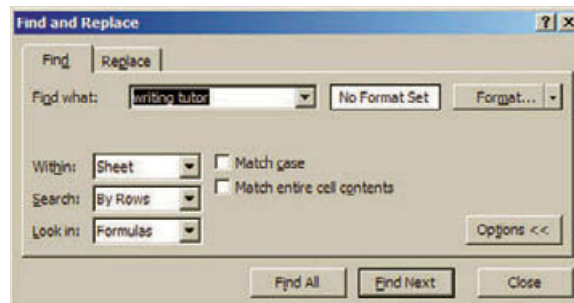 Find and Replace
Find Replace
Find what: writing tutor No Format Set Format...
Within: Sheet Match case
Match entire cell contents
Search: By Rows
Look in: Formulas Options <<
Find All Find Next Close